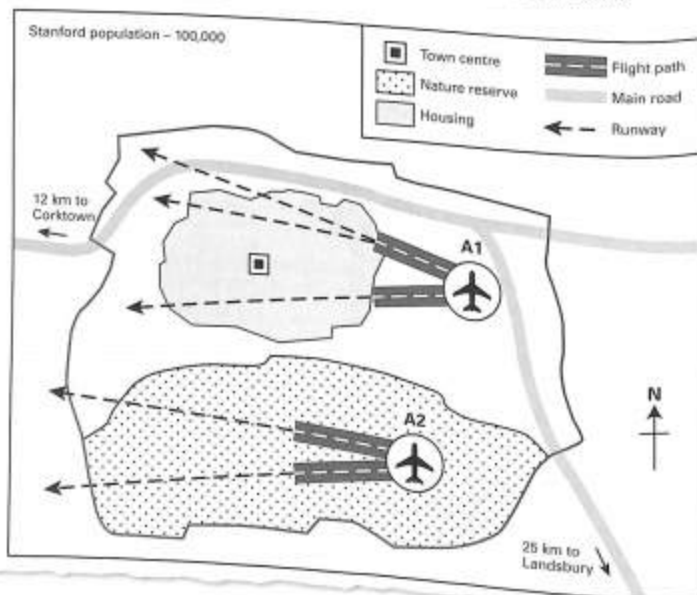 Stanford population – 100,000
Town centre
Nature reserve
Housing
Flight path
Main road
Runway
12 km to
Corktown
A1
A2
N
25 km to
Landsbury